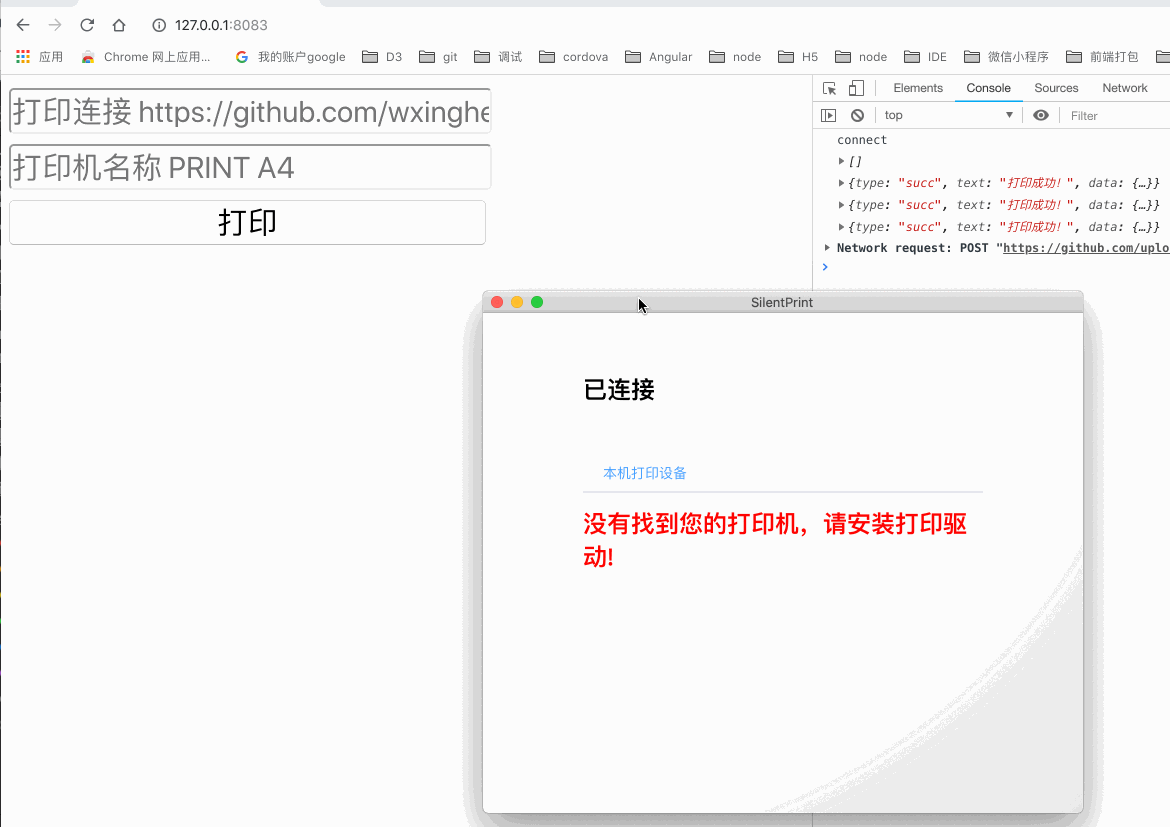 127.0.0.1:8083
应用 Chrome 网上应用... 我的账户google D3 git 调试 cordova Angular node H5 node IDE 微信小程序 前端打包
打印连接 https://github.com/wxinghe
打印机名称 PRINT A4
打印
Elements Console Sources Network
top Filter
connect
[]
{type: "succ", text: "打印成功！", data: {…}}
{type: "succ", text: "打印成功！", data: {…}}
{type: "succ", text: "打印成功！", data: {…}}
Network request: POST "https://github.com/uplo
SilentPrint
已连接
本机打印设备
没有找到您的打印机，请安装打印驱
动!